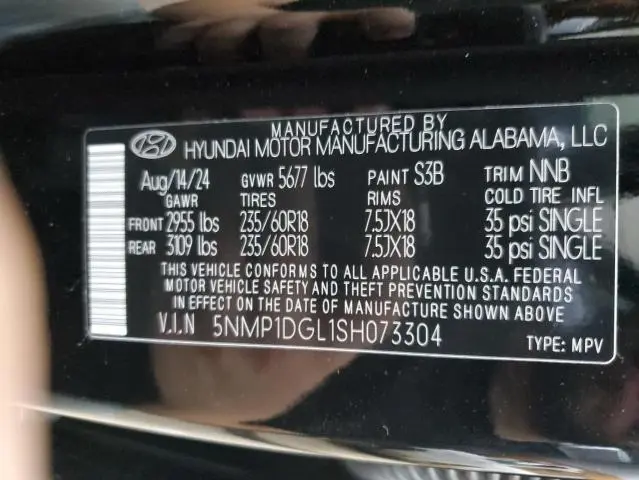 MANUFACTURED BY
HYUNDAI MOTOR MANUFACTURING ALABAMA, LLC
Aug/14/24 GVWR 5677 lbs PAINT S3B TRIM NNB
GAWR TIRES RIMS COLD TIRE INFL
FRONT 2955 lbs 235/60R18 7.5JX18 35 psi SINGLE
REAR 3109 lbs 235/60R18 7.5JX18 35 psi SINGLE
THIS VEHICLE CONFORMS TO ALL APPLICABLE U.S.A. FEDERAL
MOTOR VEHICLE SAFETY AND THEFT PREVENTION STANDARDS
IN EFFECT ON THE DATE OF MANUFACTURE SHOWN ABOVE
V.I.N 5NMP1DGL1SH073304 TYPE: MPV